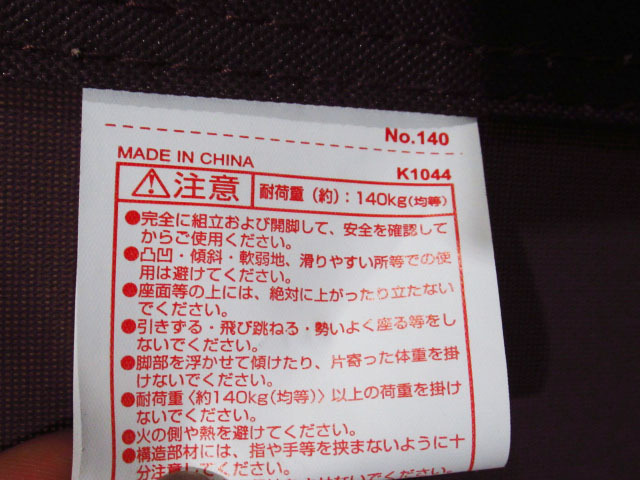 No.140
MADE IN CHINA
K1044
注意
耐荷重（約）：140kg(均等)
●完全に組立および開脚して、安全を確認して
からご使用ください。
●凸凹・傾斜・軟弱地、滑りやすい所等での使
用は避けてください。
●座面等の上には、絶対に上がったり立たない
でください。
●引きずる・飛び跳ねる・勢いよく座る等をし
ないでください。
●脚部を浮かせて傾けたり、片寄った体重を掛
けないでください。
●耐荷重〈約140kg(均等)〉以上の荷重を掛け
ないでください。
●火の側や熱を避けてください。
●構造部材には、指や手等を挟まないように十
分注意してください。